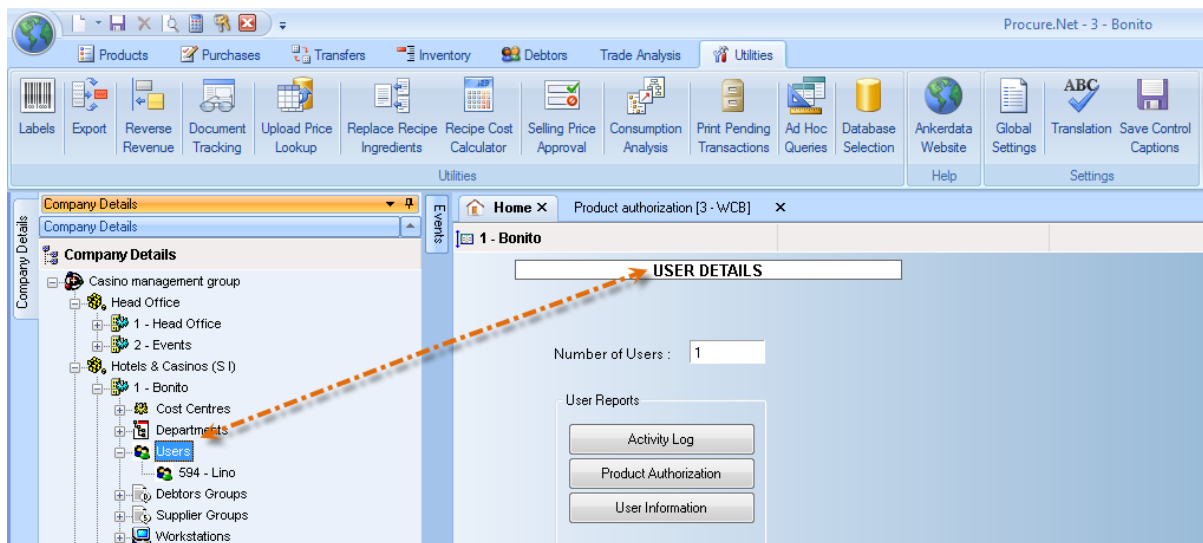 Procure.Net - 3 - Bonito
Products Purchases Transfers Inventory Debtors Trade Analysis Utilities
Labels Export Reverse Revenue Document Tracking Upload Price Lookup Replace Recipe Ingredients Recipe Cost Calculator Selling Price Approval Consumption Analysis Print Pending Transactions Ad Hoc Queries Database Selection Ankerdata Website Global Settings ABC Translation Save Control Captions
Utilities Help Settings
Company Details
Company Details
Company Details
Company Details
Casino management group
Head Office
1 - Head Office
2 - Events
Hotels & Casinos (S I)
1 - Bonito
Cost Centres
Departments
Users
594 - Lino
Debtors Groups
Supplier Groups
Workstations
Events
Home Product authorization [3 - WCB]
1 - Bonito
USER DETAILS
Number of Users : 1
User Reports
Activity Log
Product Authorization
User Information